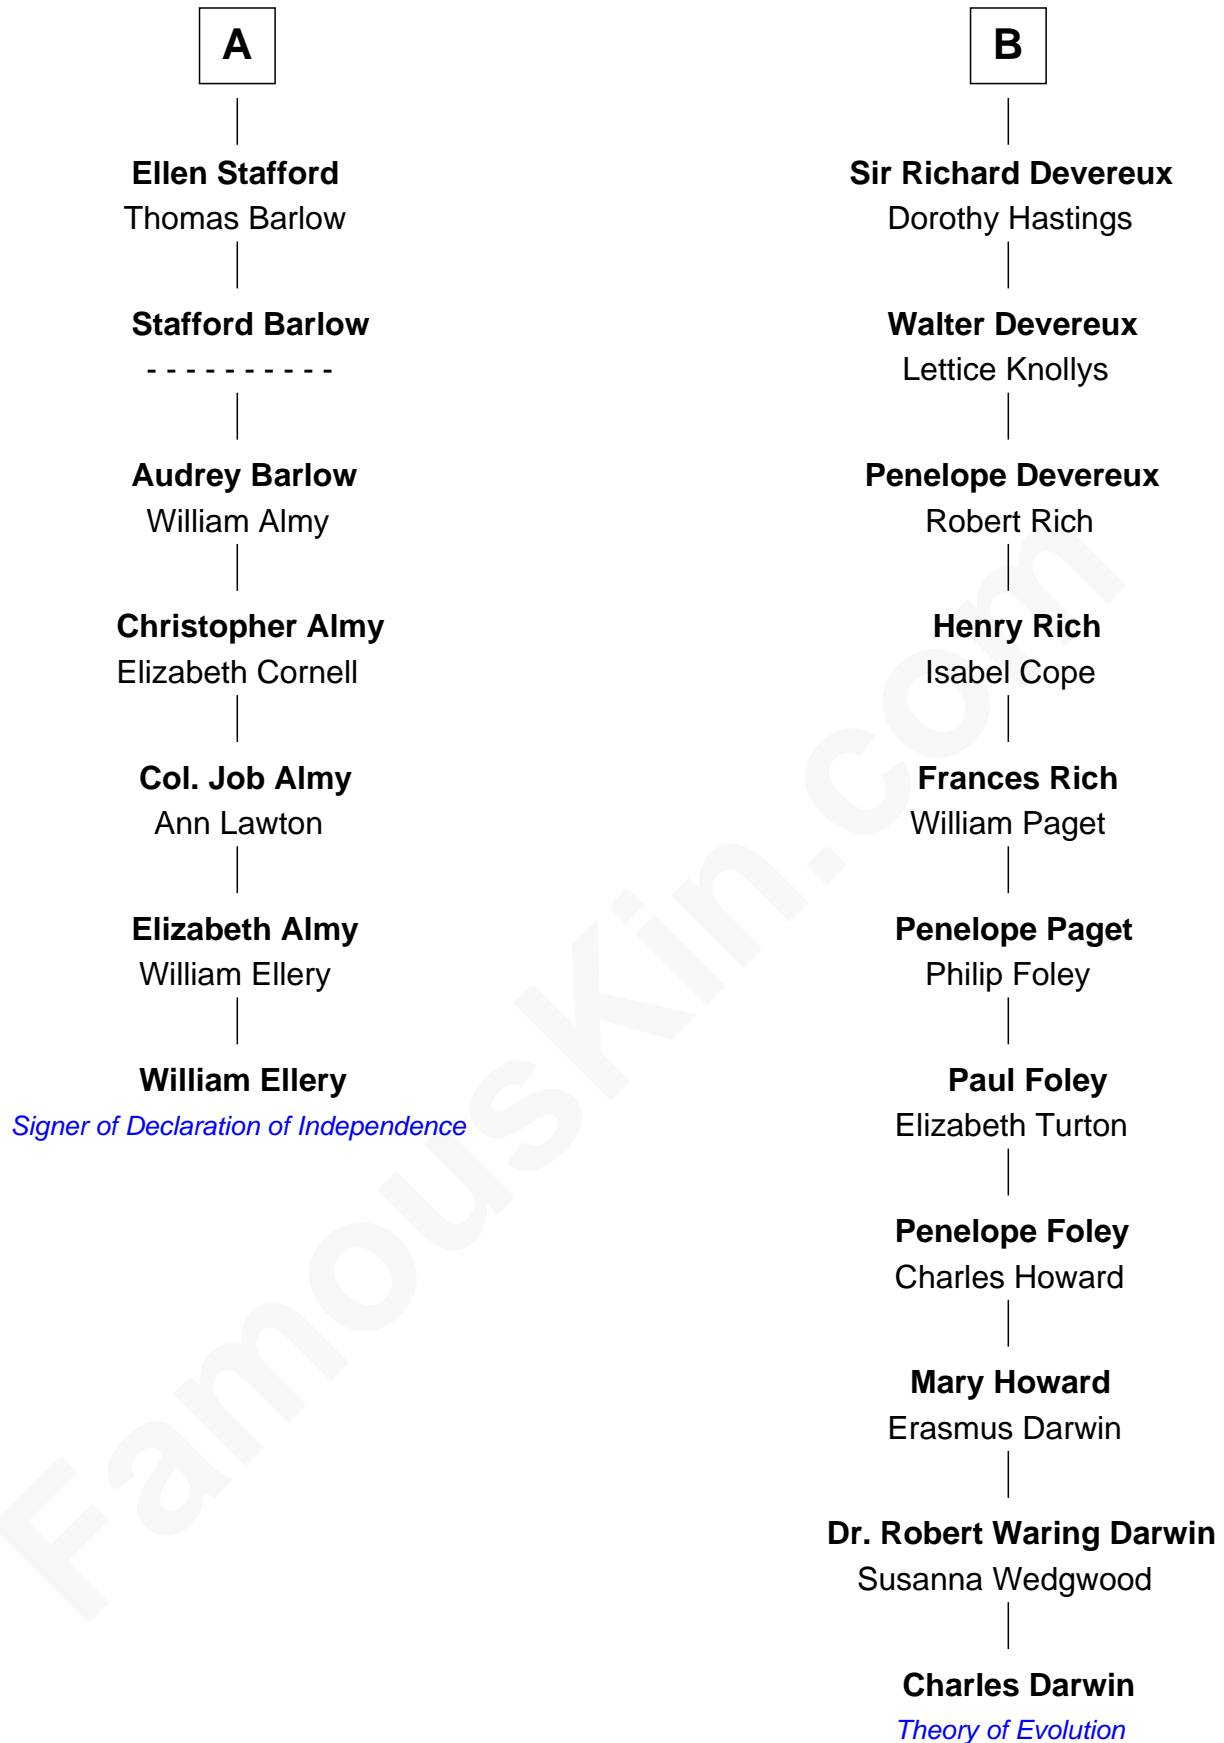 A
Ellen Stafford
Thomas Barlow
Stafford Barlow
- - - - - - - - - -
Audrey Barlow
William Almy
Christopher Almy
Elizabeth Cornell
Col. Job Almy
Ann Lawton
Elizabeth Almy
William Ellery
William Ellery
Signer of Declaration of Independence
B
Sir Richard Devereux
Dorothy Hastings
Walter Devereux
Lettice Knollys
Penelope Devereux
Robert Rich
Henry Rich
Isabel Cope
Frances Rich
William Paget
Penelope Paget
Philip Foley
Paul Foley
Elizabeth Turton
Penelope Foley
Charles Howard
Mary Howard
Erasmus Darwin
Dr. Robert Waring Darwin
Susanna Wedgwood
Charles Darwin
Theory of Evolution
FamousKin.com